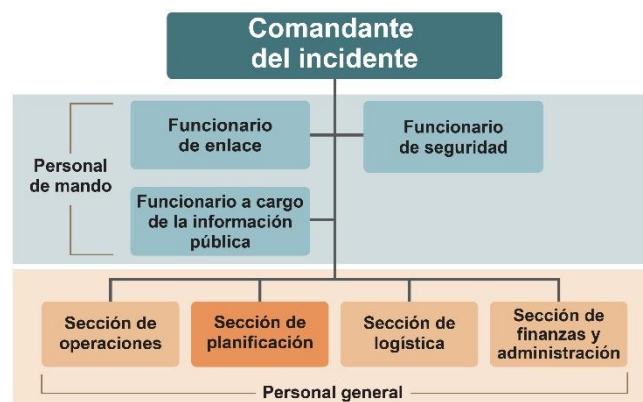 Comandante
del incidente
Funcionario
de enlace
Funcionario
de seguridad
Personal
de mando
Funcionario a cargo
de la información
pública
Sección de
operaciones
Sección de
planificación
Sección de
logística
Sección de
finanzas y
administración
Personal general